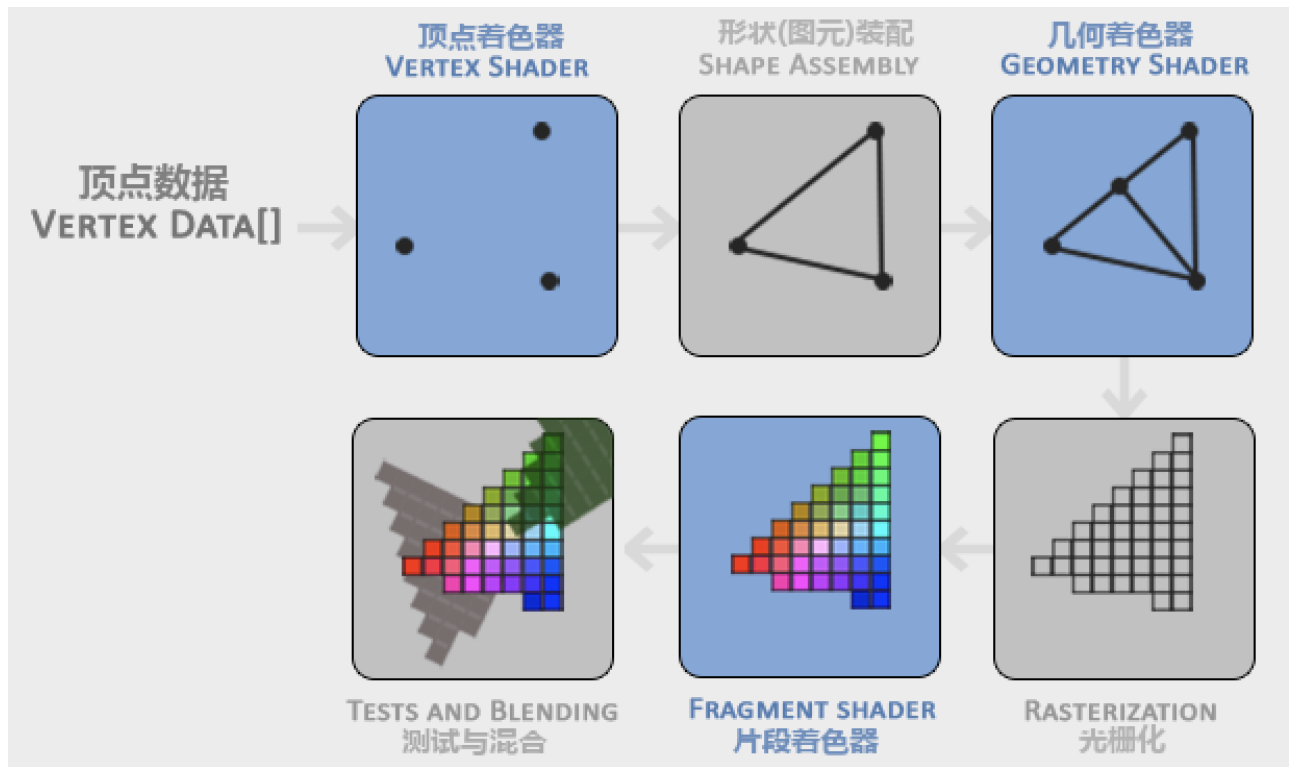 顶点着色器
VERTEX SHADER
形状(图元)装配
SHAPE ASSEMBLY
几何着色器
GEOMETRY SHADER
顶点数据
VERTEX DATA[]
TESTS AND BLENDING
测试与混合
FRAGMENT SHADER
片段着色器
RASTERIZATION
光栅化